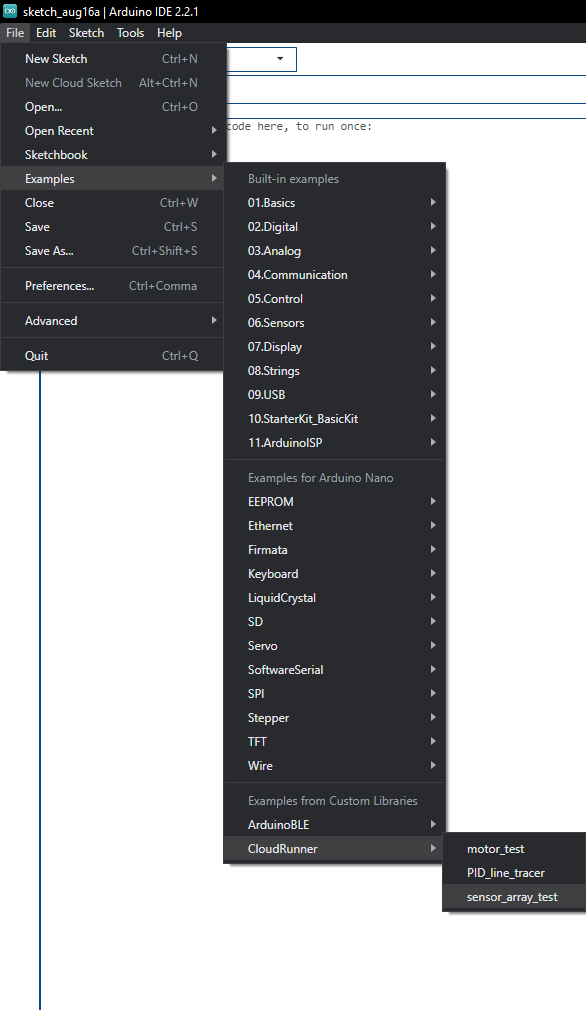 sketch_aug16a | Arduino IDE 2.2.1
File Edit Sketch Tools Help
New Sketch Ctrl+N
New Cloud Sketch Alt+Ctrl+N
Open... Ctrl+O
Open Recent
Sketchbook
Examples
Close Ctrl+W
Save Ctrl+S
Save As... Ctrl+Shift+S
Preferences... Ctrl+Comma
Advanced
Quit Ctrl+Q
code here, to run once:
Built-in examples
01.Basics
02.Digital
03.Analog
04.Communication
05.Control
06.Sensors
07.Display
08.Strings
09.USB
10.StarterKit_BasicKit
11.ArduinoISP
Examples for Arduino Nano
EEPROM
Ethernet
Firmata
Keyboard
LiquidCrystal
SD
Servo
SoftwareSerial
SPI
Stepper
TFT
Wire
Examples from Custom Libraries
ArduinoBLE
CloudRunner
motor_test
PID_line_tracer
sensor_array_test